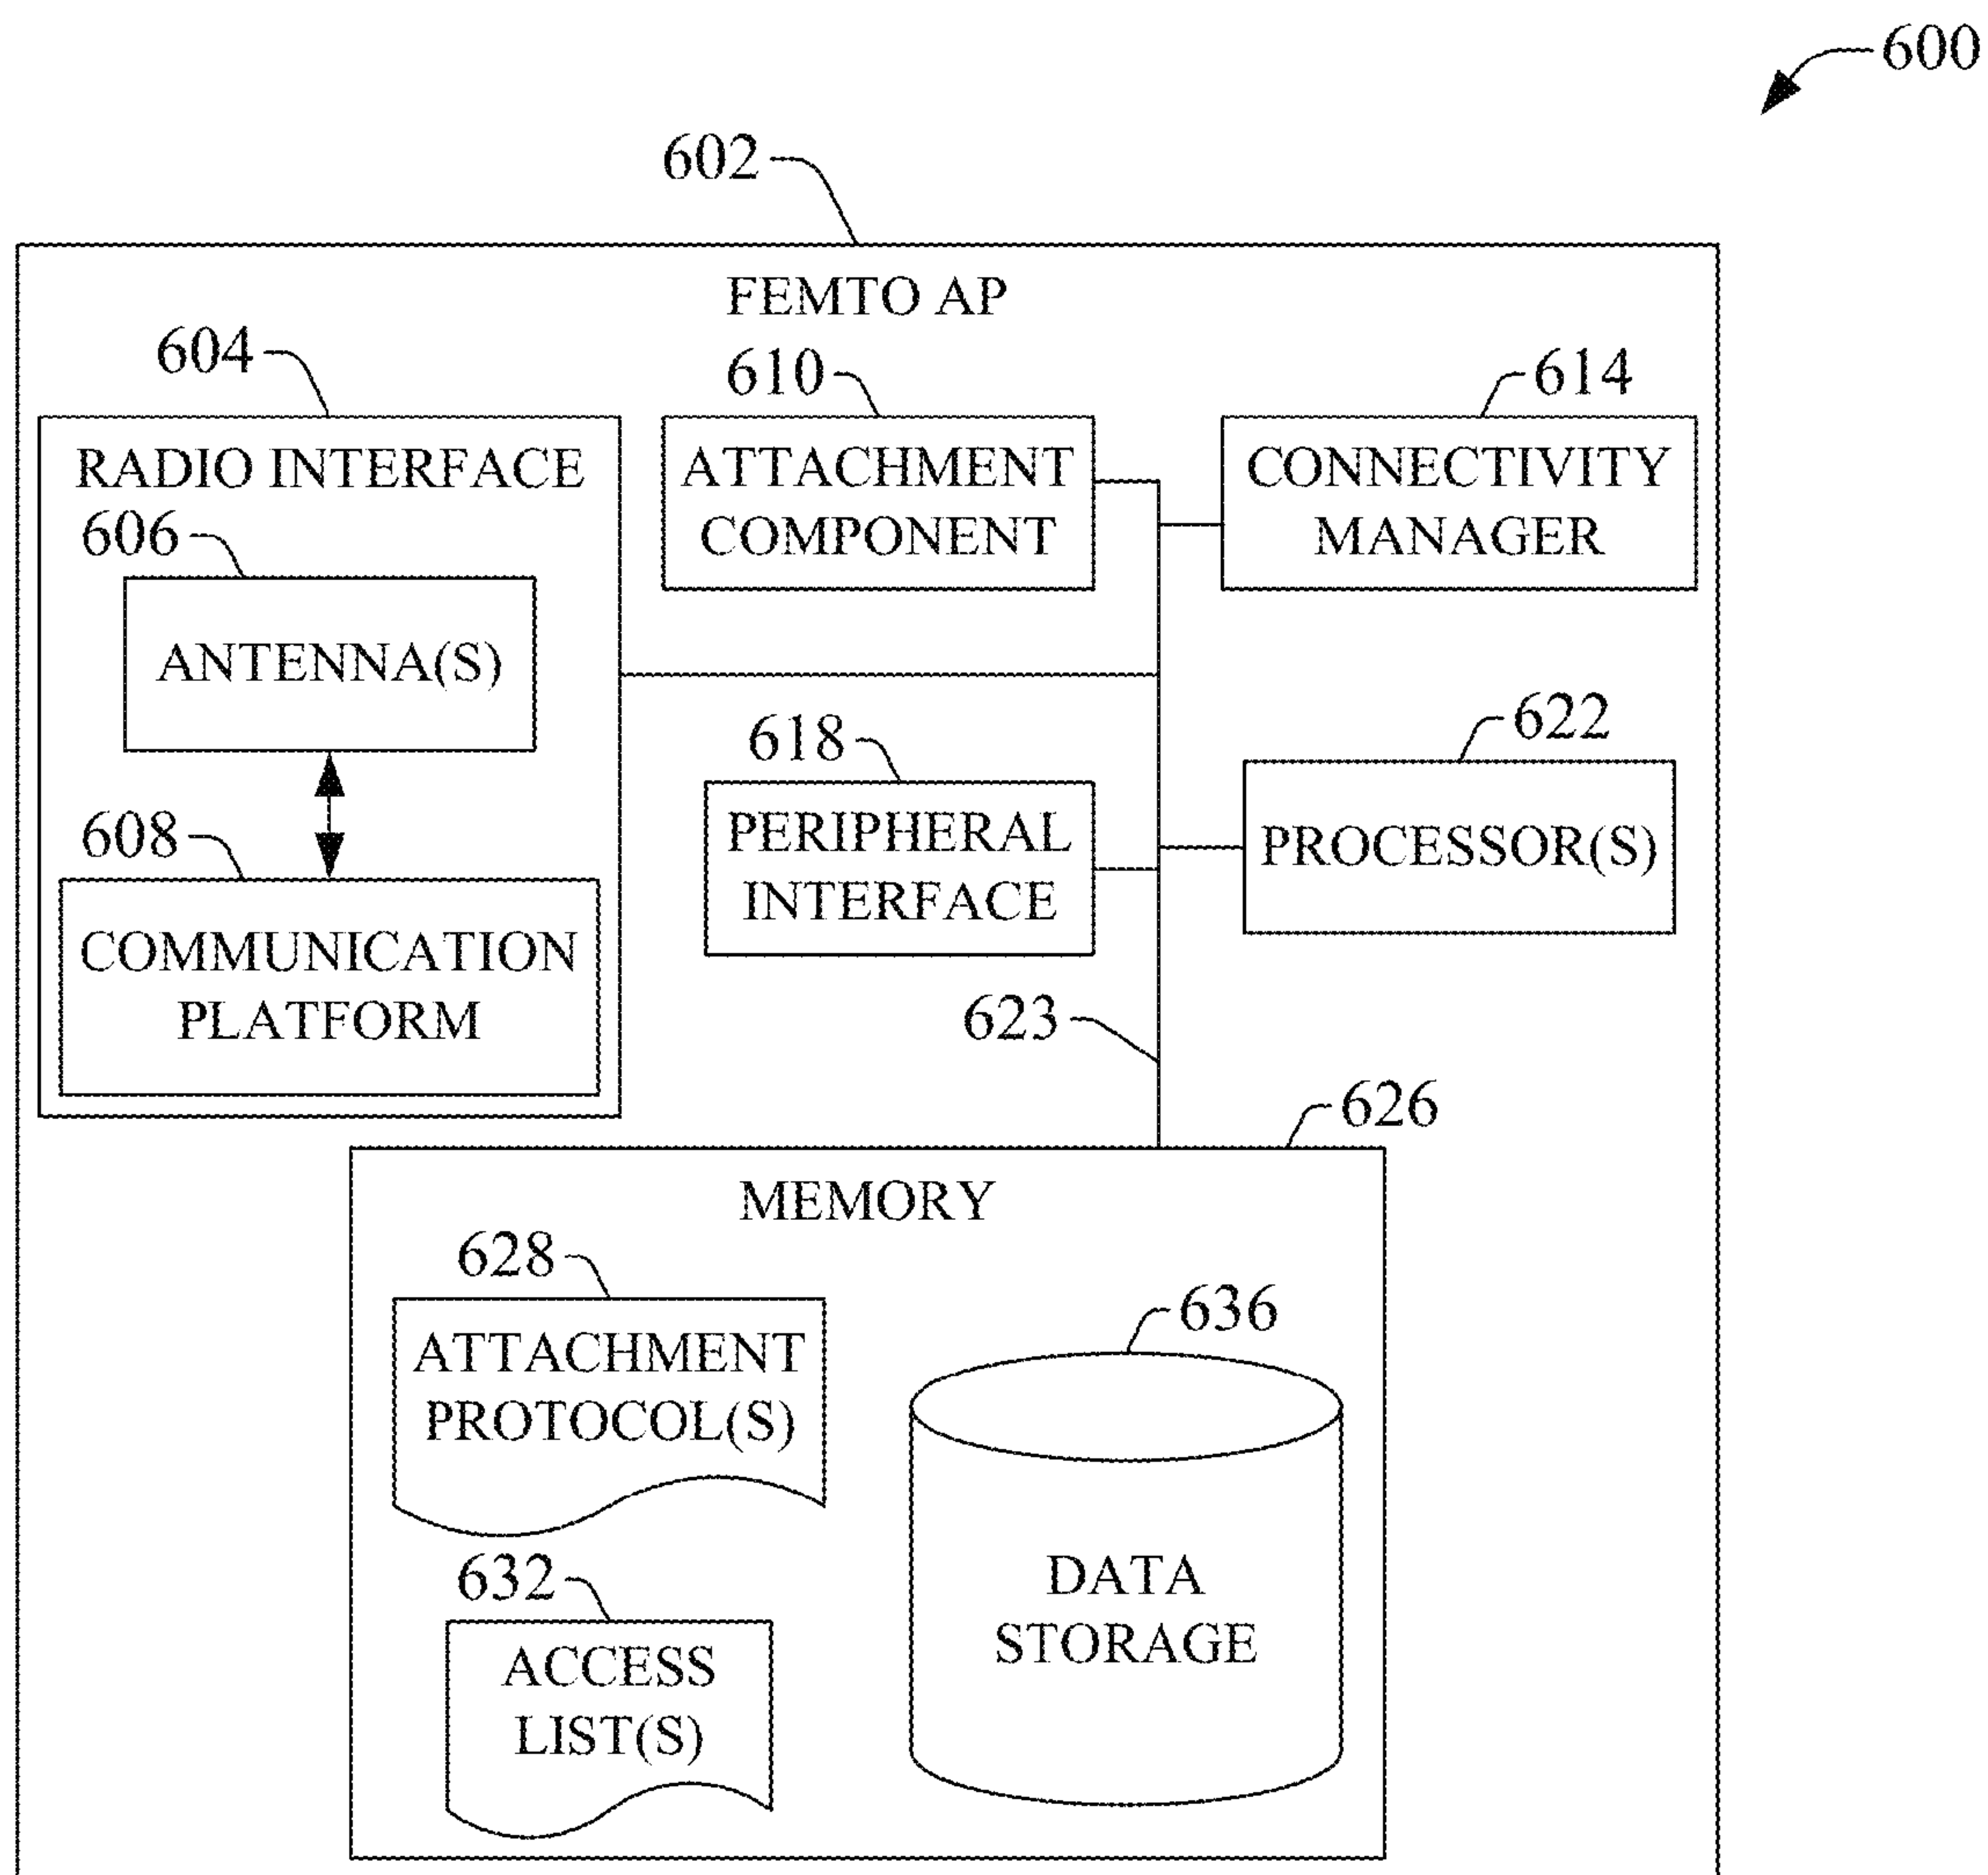 600
602
FEMTO AP
604
610
614
RADIO INTERFACE
ATTACHMENT
COMPONENT
CONNECTIVITY
MANAGER
606
ANTENNA(S)
618
622
608
PERIPHERAL
INTERFACE
PROCESSOR(S)
COMMUNICATION
PLATFORM
623
626
MEMORY
628
636
ATTACHMENT
PROTOCOL(S)
632
DATA
STORAGE
ACCESS
LIST(S)